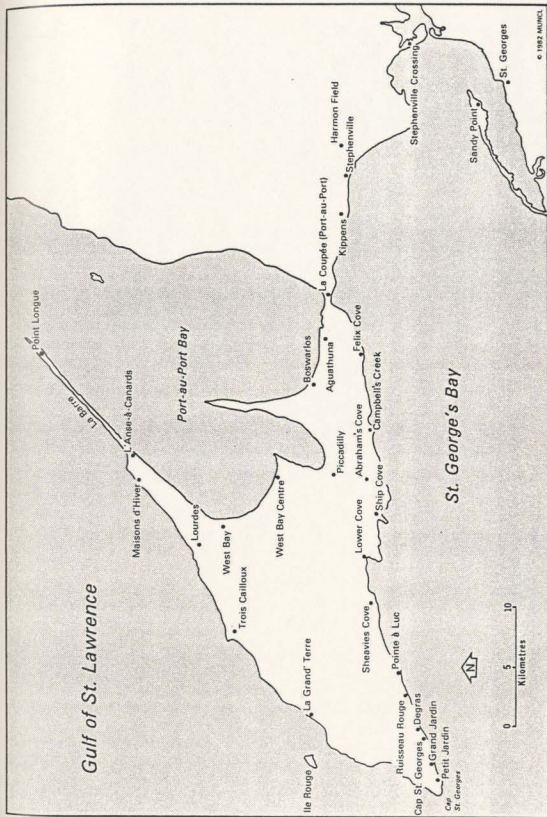 Gulf of St. Lawrence
Point Longue
La Barre
L'Anse-à-Canards
Maisons d'Hiver
Lourdes
Port-au-Port Bay
West Bay
Trois Cailloux
West Bay Centre
Boswarlos
Aguathuna
La Coupée (Port-au-Port)
Kippens
Stephenville
Harmon Field
Stephenville Crossing
St. Georges
Sandy Point
Piccadilly
Felix Cove
Campbell's Creek
Abraham's Cove
Ship Cove
Lower Cove
Sheavies Cove
Pointe à Luc
La Grand' Terre
Ile Rouge
Ruisseau Rouge
Degras
Cap St. Georges
Grand Jardin
Petit Jardin
Cap
St. Georges
St. George's Bay
N
0 5 10
Kilometres
© 1982 MUNCL